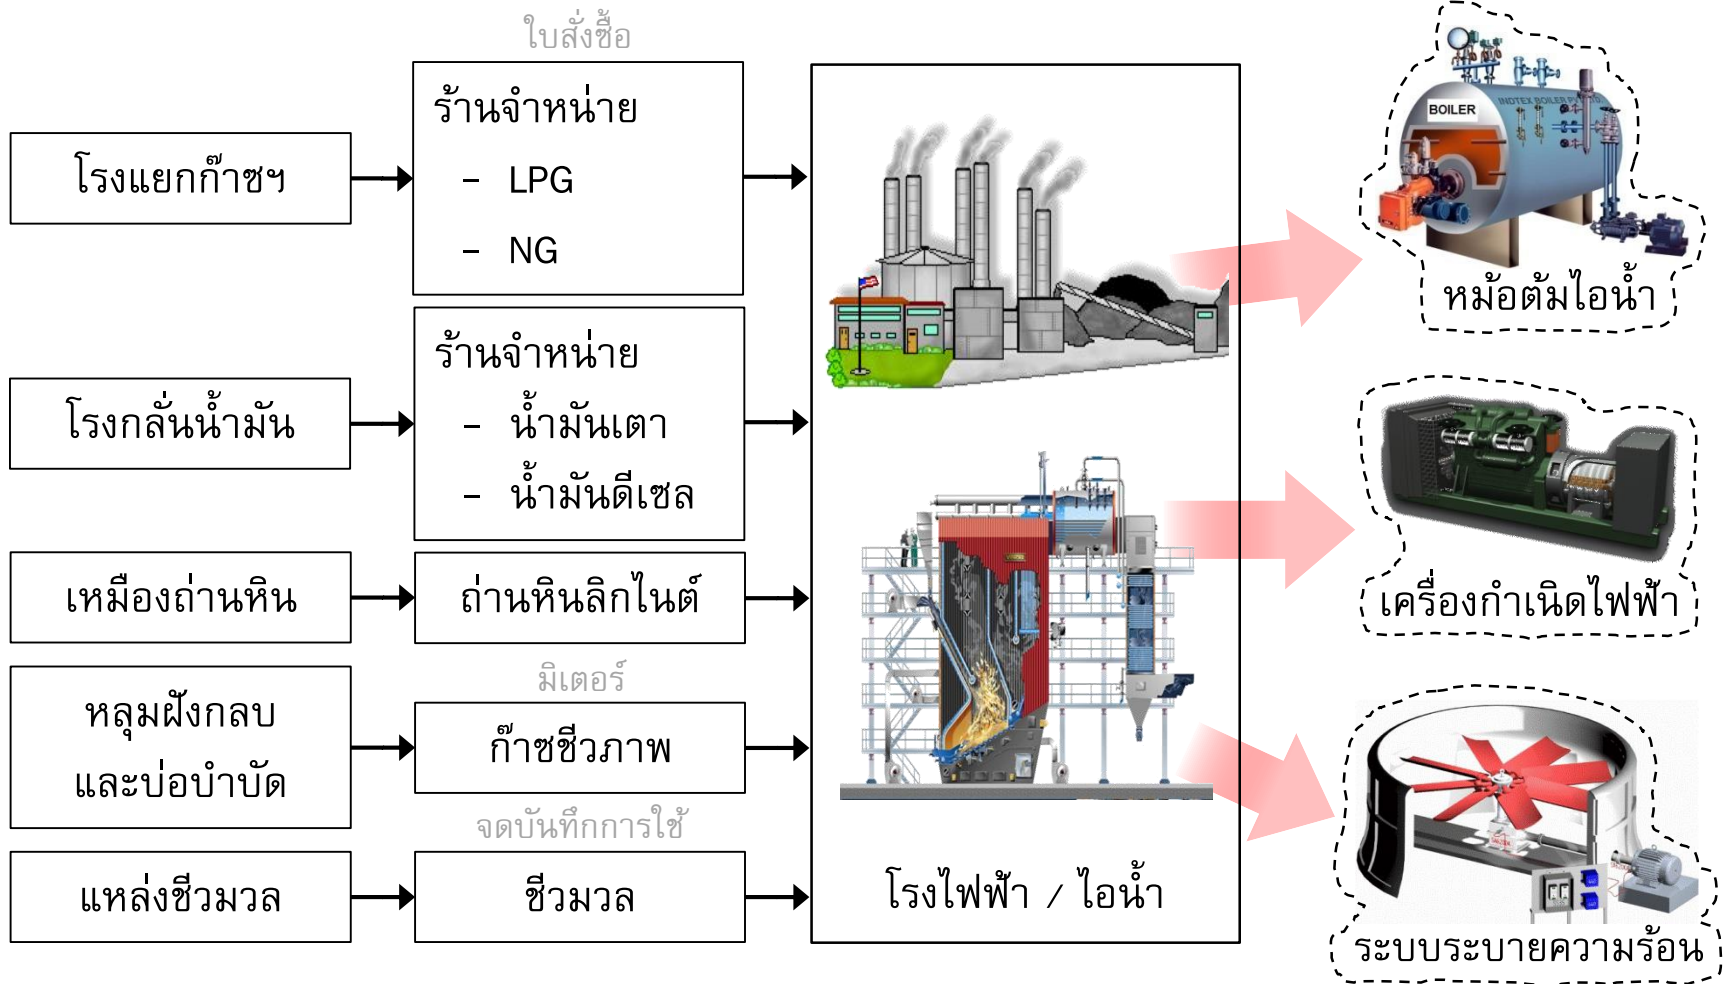 ใบสั่งซื้อ
โรงแยกก๊าซฯ
ร้านจำหน่าย
- LPG
- NG
โรงกลั่นน้ำมัน
ร้านจำหน่าย
- น้ำมันเตา
- น้ำมันดีเซล
เหมืองถ่านหิน
ถ่านหินลิกไนต์
หลุมฝังกลบ
และบ่อบำบัด
มิเตอร์
ก๊าซชีวภาพ
จดบันทึกการใช้
แหล่งชีวมวล
ชีวมวล
โรงไฟฟ้า / ไอน้ำ
BOILER
หม้อต้มไอน้ำ
เครื่องกำเนิดไฟฟ้า
ระบบระบายความร้อน